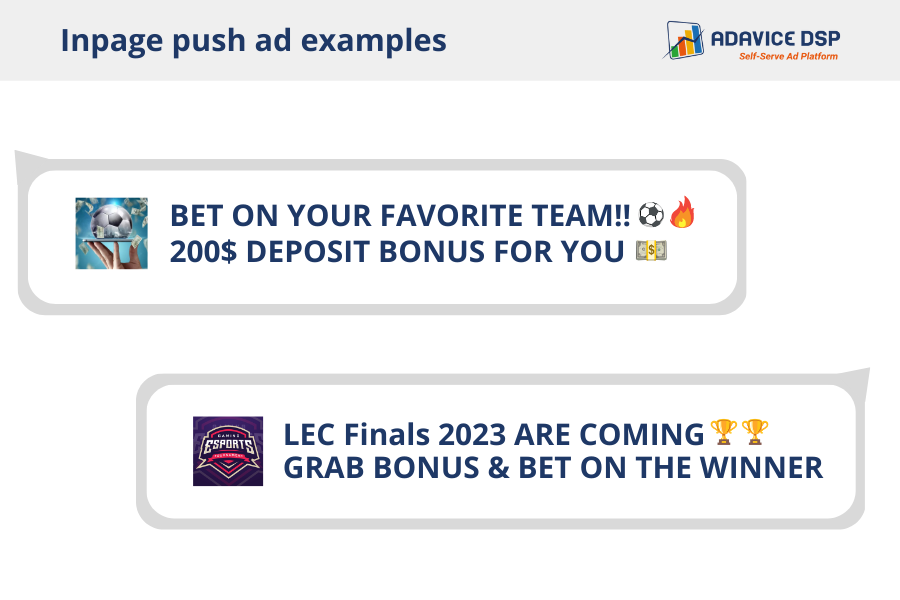 Inpage push ad examples
ADAVICE DSP
Self-Serve Ad Platform
BET ON YOUR FAVORITE TEAM!! ⚽🔥
200$ DEPOSIT BONUS FOR YOU 💵
LEC Finals 2023 ARE COMING 🏆🏆
GRAB BONUS & BET ON THE WINNER
GAMING
ESPORTS
TOURNAMENT